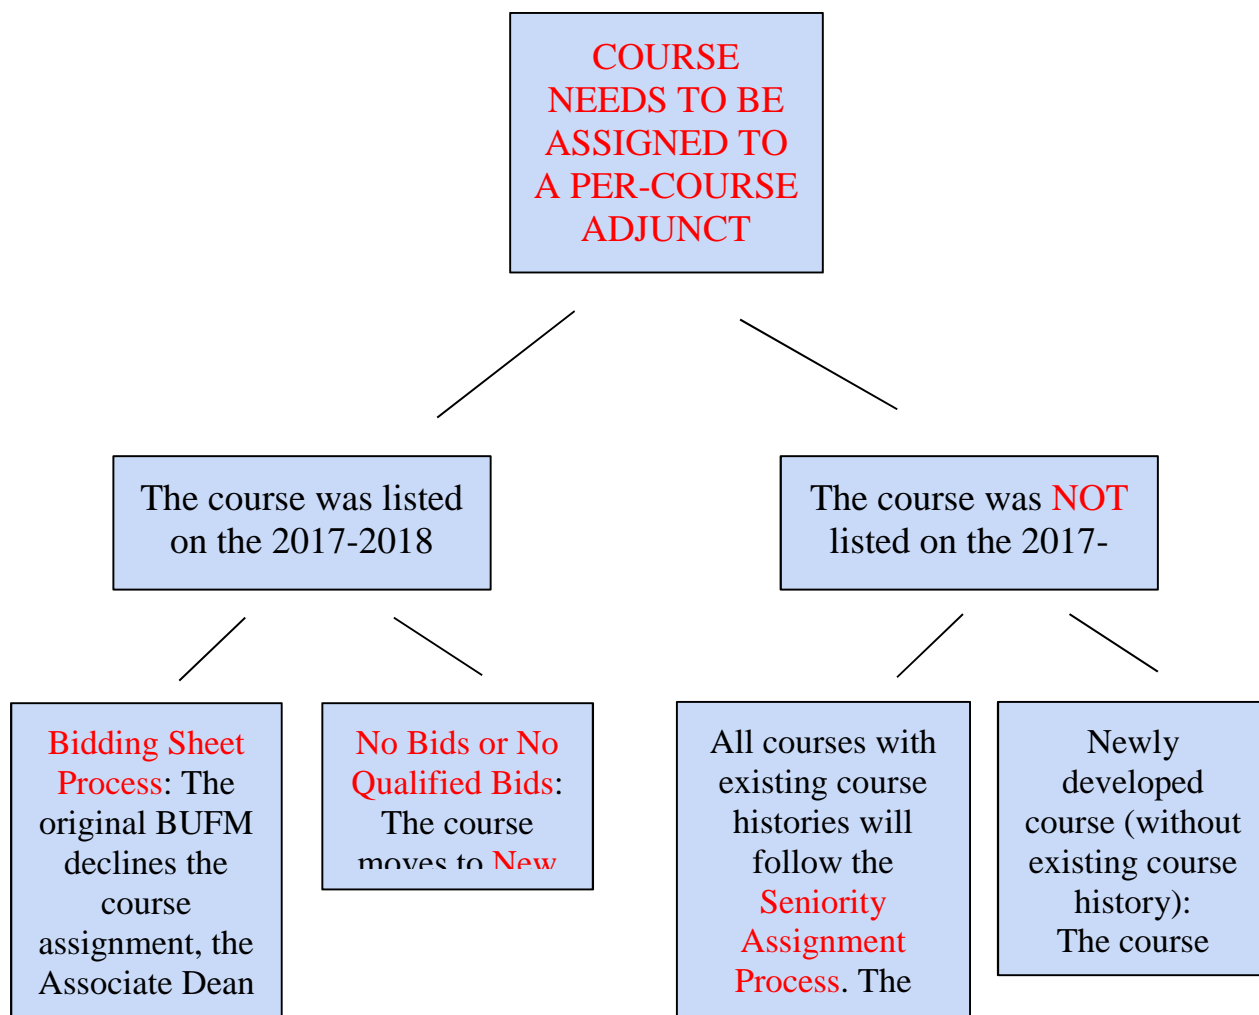 COURSE
NEEDS TO BE
ASSIGNED TO
A PER-COURSE
ADJUNCT
The course was listed
on the 2017-2018
The course was NOT
listed on the 2017-
Bidding Sheet
Process: The
original BUFM
declines the
course
assignment, the
Associate Dean
No Bids or No
Qualified Bids:
The course
moves to New
All courses with
existing course
histories will
follow the
Seniority
Assignment
Process. The
Newly
developed
course (without
existing course
history):
The course